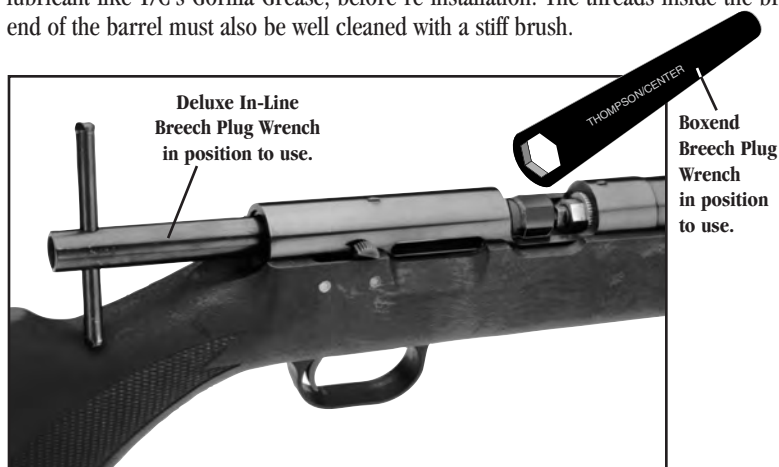 lubricant like T/C's Gorilla Grease, before re-installation. The threads inside the
end of the barrel must also be well cleaned with a stiff brush.
Deluxe In-Line
Breech Plug Wrench
in position to use.
THOMPSON/CENTER
Boxend
Breech Plug
Wrench
in position
to use.